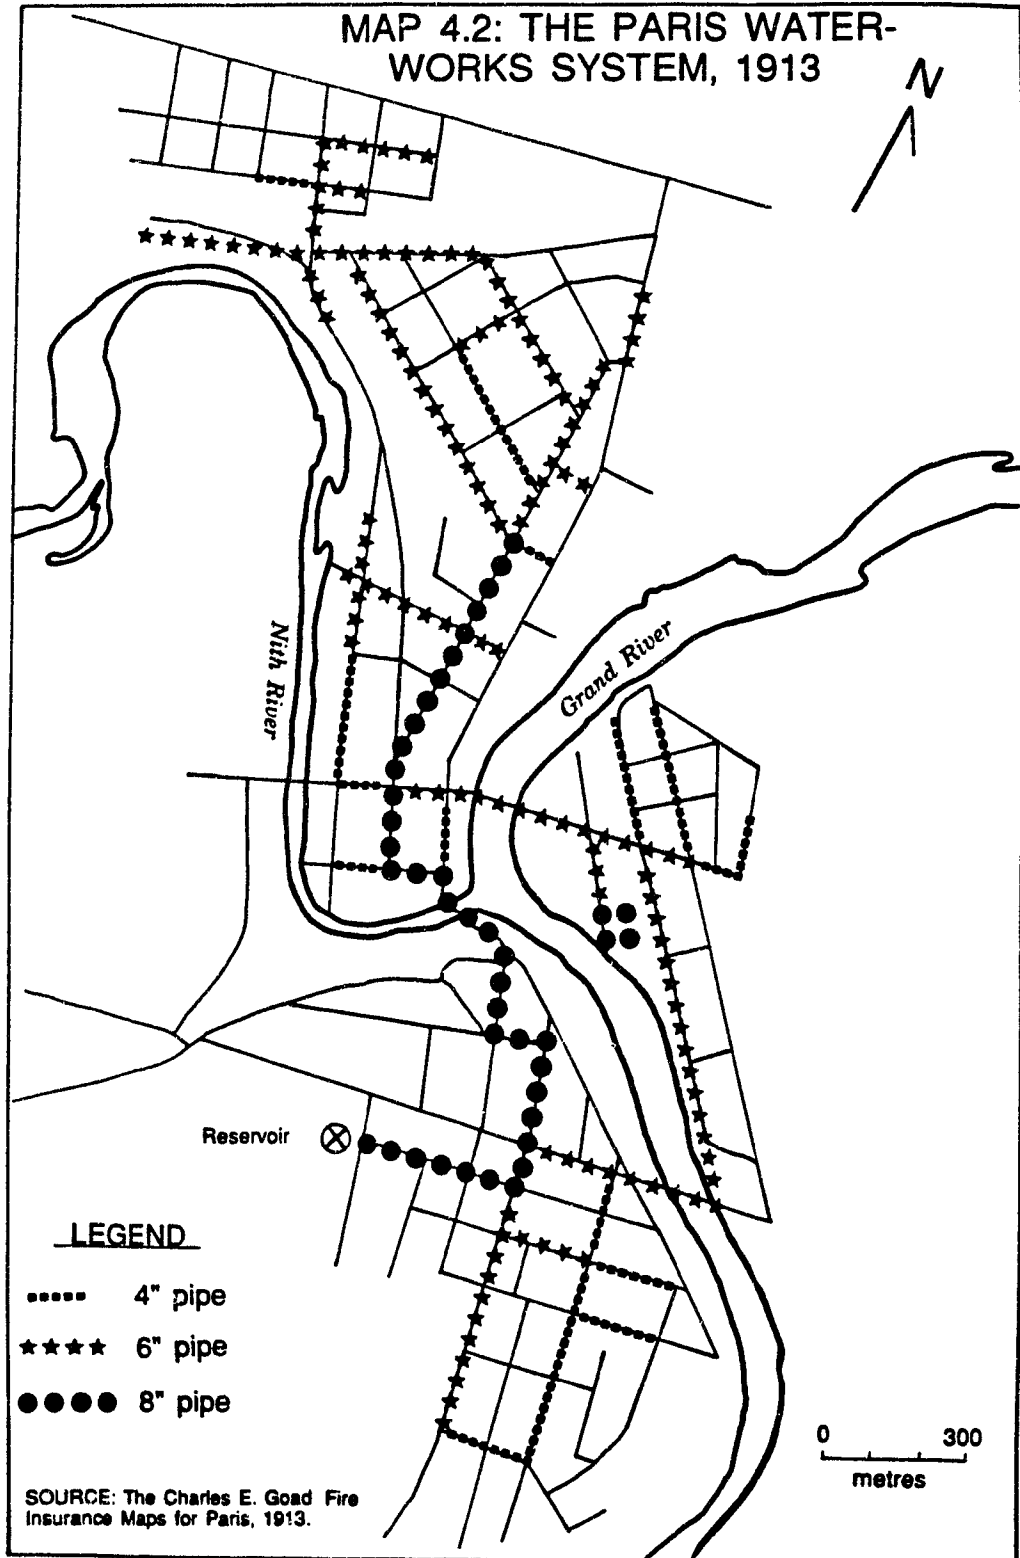 MAP 4.2: THE PARIS WATER-
WORKS SYSTEM, 1913
N
Nith River
Grand River
Reservoir
LEGEND
4" pipe
6" pipe
8" pipe
0 300
metres
SOURCE: The Charles E. Goad Fire
Insurance Maps for Paris, 1913.